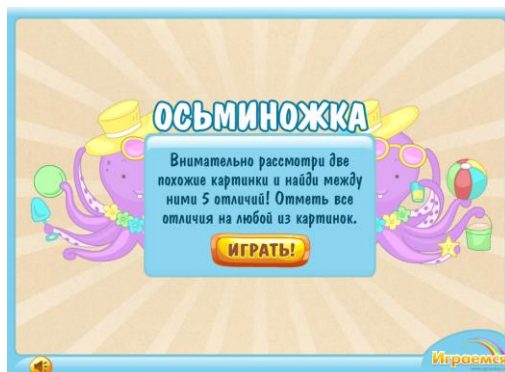 ОСЬМИНОЖКА
Внимательно рассмотри две
похожие картинки и найди между
ними 5 отличий! Отметь все
отличия на любой из картинок.
ИГРАТЬ!
Играемся